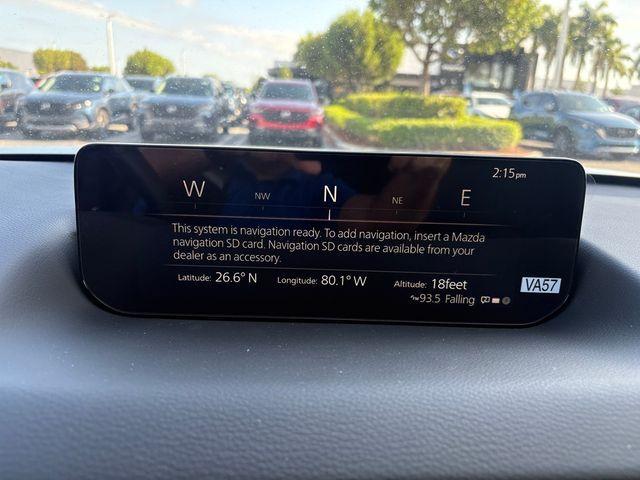 2:15pm
W NW N NE E
This system is navigation ready. To add navigation, insert a Mazda
navigation SD card. Navigation SD cards are available from your
dealer as an accessory.
Latitude: 26.6° N Longitude: 80.1° W Altitude: 18feet
93.5 Falling
VA57